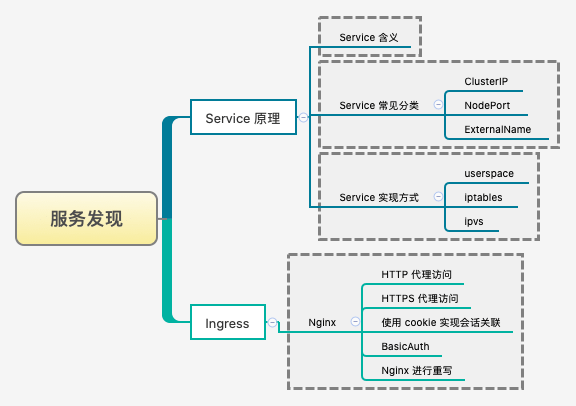 服务发现
Service 原理
Service 含义
Service 常见分类
ClusterIP
NodePort
ExternalName
Service 实现方式
userspace
iptables
ipvs
Ingress
Nginx
HTTP 代理访问
HTTPS 代理访问
使用 cookie 实现会话关联
BasicAuth
Nginx 进行重写